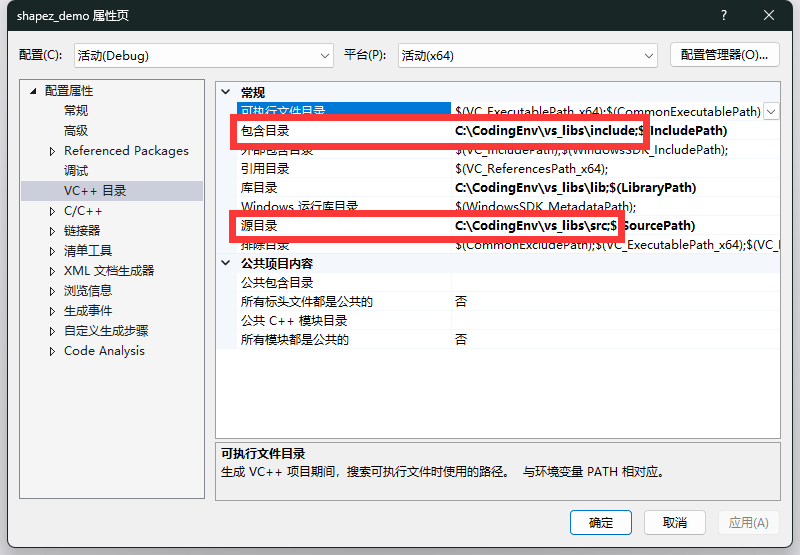 shapez_demo 属性页
配置(C): 活动(Debug) 平台(P): 活动(x64) 配置管理器(O)...
配置属性
常规
高级
Referenced Packages
调试
VC++ 目录
C/C++
链接器
清单工具
XML 文档生成器
浏览信息
生成事件
自定义生成步骤
Code Analysis
常规
可执行文件目录 $(VC_ExecutablePath_x64);$(CommonExecutablePath)
包含目录 C:\CodingEnv\vs_libs\include;$(IncludePath)
外部包含目录 $(VC_IncludePath);$(WindowsSDK_IncludePath);
引用目录 $(VC_ReferencesPath_x64);
库目录 C:\CodingEnv\vs_libs\lib;$(LibraryPath)
Windows 运行库目录 $(WindowsSDK_MetadataPath);
源目录 C:\CodingEnv\vs_libs\src;$(SourcePath)
排除目录 $(CommonExcludePath);$(VC_ExecutablePath_x64);$(VC_I
公共项目内容
公共包含目录
所有标头文件都是公共的 否
公共 C++ 模块目录
所有模块都是公共的 否
可执行文件目录
生成 VC++ 项目期间，搜索可执行文件时使用的路径。 与环境变量 PATH 相对应。
确定 取消 应用(A)